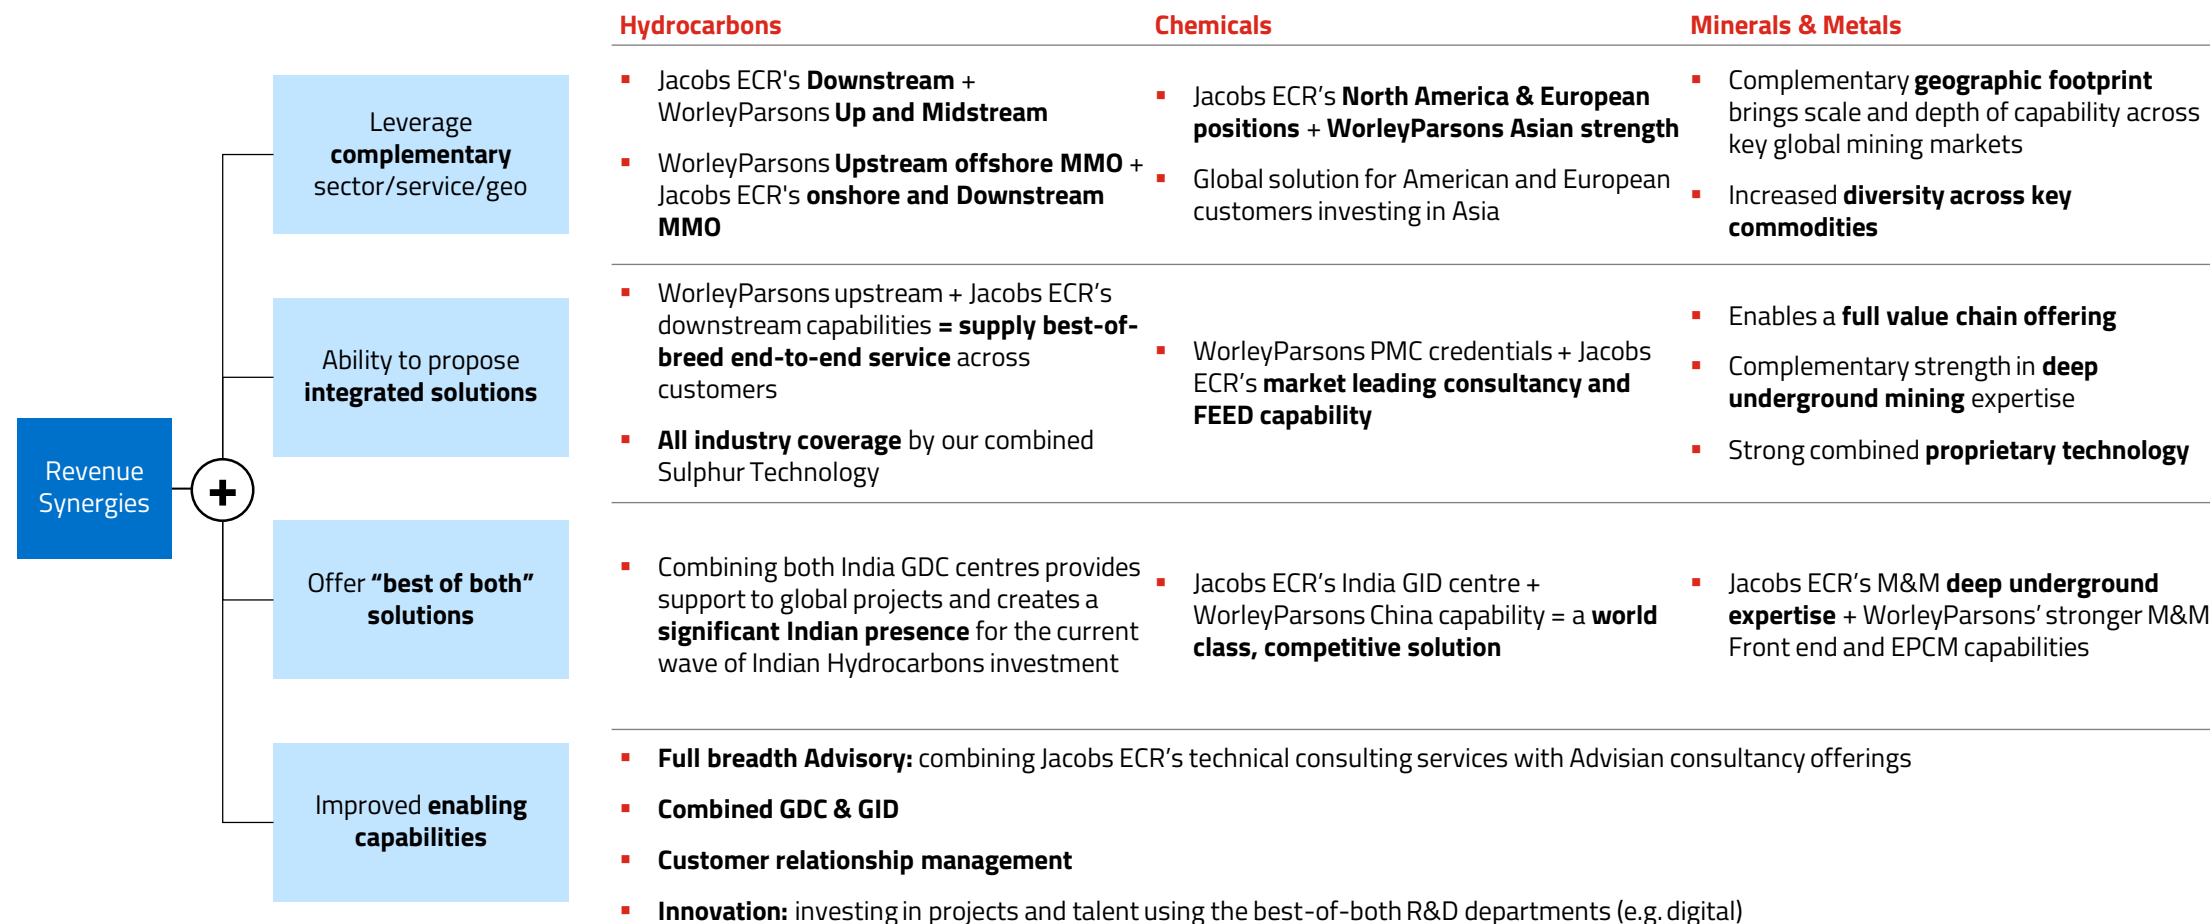 Hydrocarbons
Chemicals
Minerals & Metals
Revenue
Synergies
+
Leverage
complementary
sector/service/geo
▪ Jacobs ECR's Downstream +
WorleyParsons Up and Midstream
▪ WorleyParsons Upstream offshore MMO +
Jacobs ECR's onshore and Downstream
MMO
▪ Jacobs ECR’s North America & European
positions + WorleyParsons Asian strength
▪ Global solution for American and European
customers investing in Asia
▪ Complementary geographic footprint
brings scale and depth of capability across
key global mining markets
▪ Increased diversity across key
commodities
Ability to propose
integrated solutions
▪ WorleyParsons upstream + Jacobs ECR’s
downstream capabilities = supply best-of-
breed end-to-end service across
customers
▪ All industry coverage by our combined
Sulphur Technology
▪ WorleyParsons PMC credentials + Jacobs
ECR’s market leading consultancy and
FEED capability
▪ Enables a full value chain offering
▪ Complementary strength in deep
underground mining expertise
▪ Strong combined proprietary technology
Offer “best of both”
solutions
▪ Combining both India GDC centres provides
support to global projects and creates a
significant Indian presence for the current
wave of Indian Hydrocarbons investment
▪ Jacobs ECR’s India GID centre +
WorleyParsons China capability = a world
class, competitive solution
▪ Jacobs ECR’s M&M deep underground
expertise + WorleyParsons’ stronger M&M
Front end and EPCM capabilities
Improved enabling
capabilities
▪ Full breadth Advisory: combining Jacobs ECR’s technical consulting services with Advisian consultancy offerings
▪ Combined GDC & GID
▪ Customer relationship management
▪ Innovation: investing in projects and talent using the best-of-both R&D departments (e.g. digital)